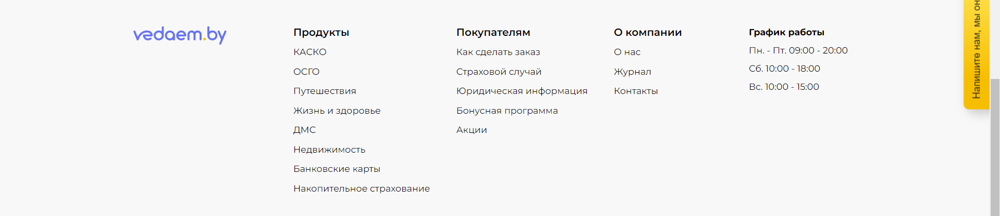 vedaem.by
Продукты
КАСКО
ОСГО
Путешествия
Жизнь и здоровье
ДМС
Недвижимость
Банковские карты
Накопительное страхование
Покупателям
Как сделать заказ
Страховой случай
Юридическая информация
Бонусная программа
Акции
О компании
О нас
Журнал
Контакты
График работы
Пн. - Пт. 09:00 - 20:00
Сб. 10:00 - 18:00
Вс. 10:00 - 15:00
Напишите нам, мы он